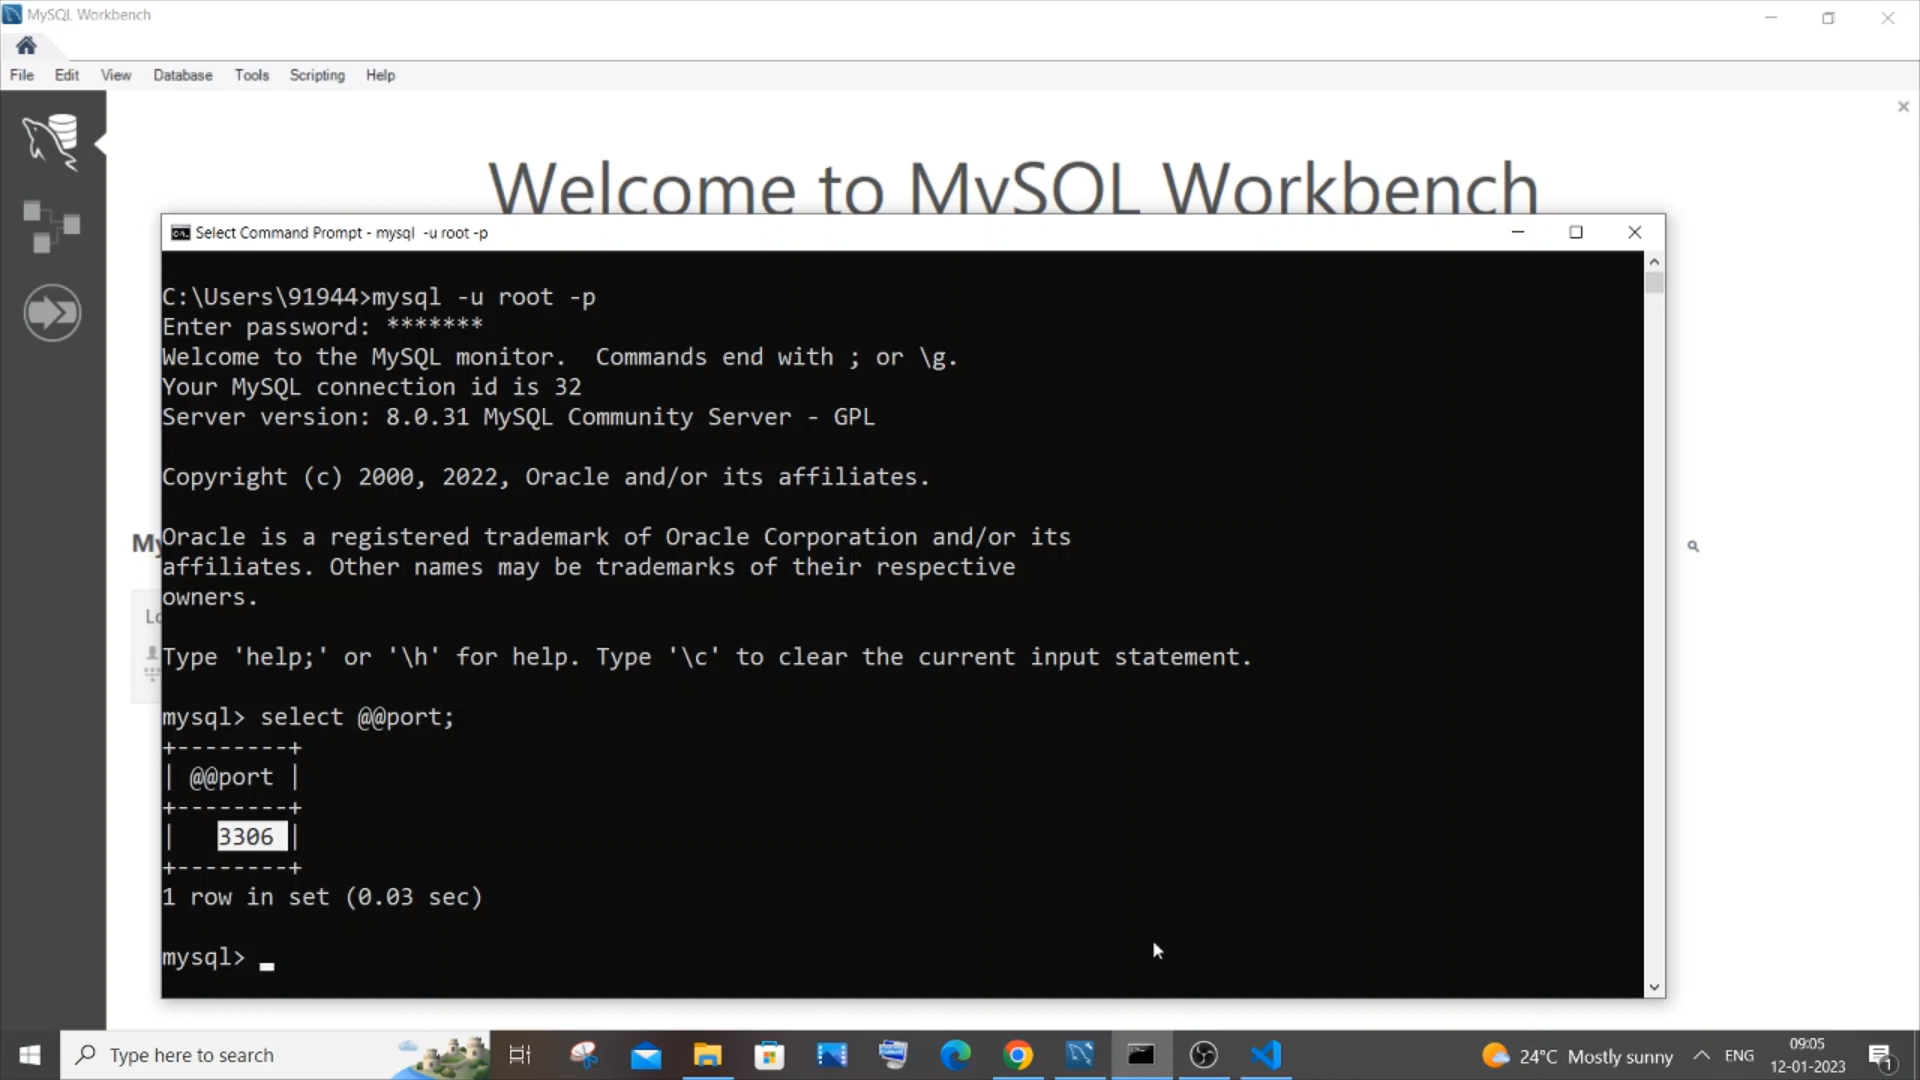 MySQL Workbench
File Edit View Database Tools Scripting Help
Welcome to MySQL Workbench
Select Command Prompt - mysql  -u root -p
C:\Users\91944>mysql -u root -p
Enter password: *******
Welcome to the MySQL monitor.  Commands end with ; or \g.
Your MySQL connection id is 32
Server version: 8.0.31 MySQL Community Server - GPL
Copyright (c) 2000, 2022, Oracle and/or its affiliates.
Oracle is a registered trademark of Oracle Corporation and/or its
My
affiliates. Other names may be trademarks of their respective
owners.
Type 'help;' or '\h' for help. Type '\c' to clear the current input statement.
mysql> select @@port;
+--------+
| @@port |
+--------+
|   3306 |
+--------+
1 row in set (0.03 sec)
mysql>
Type here to search
24°C Mostly sunny
ENG
09:05
12-01-2023
1